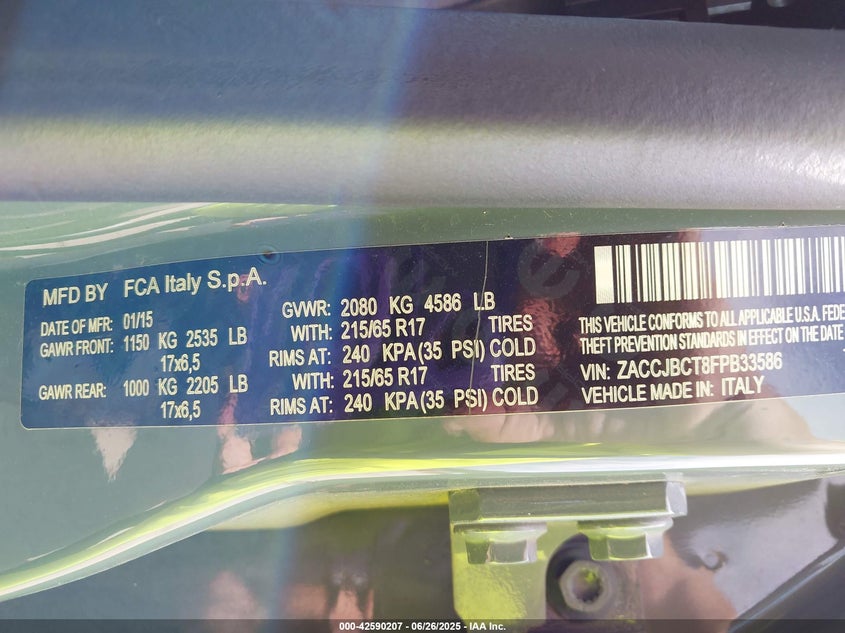 MFD BY FCA Italy S.p.A.
DATE OF MFR: 01/15
GAWR FRONT: 1150 KG 2535 LB
17x6,5
GAWR REAR: 1000 KG 2205 LB
17x6,5
GVWR: 2080 KG 4586 LB
WITH: 215/65 R17 TIRES
RIMS AT: 240 KPA (35 PSI) COLD
WITH: 215/65 R17 TIRES
RIMS AT: 240 KPA (35 PSI) COLD
THIS VEHICLE CONFORMS TO ALL APPLICABLE U.S.A. FEDE
THEFT PREVENTION STANDARDS IN EFFECT ON THE DATE
VIN: ZACCJBCT8FPB33586
VEHICLE MADE IN: ITALY
000-42590207 - 06/26/2025 - IAA Inc.